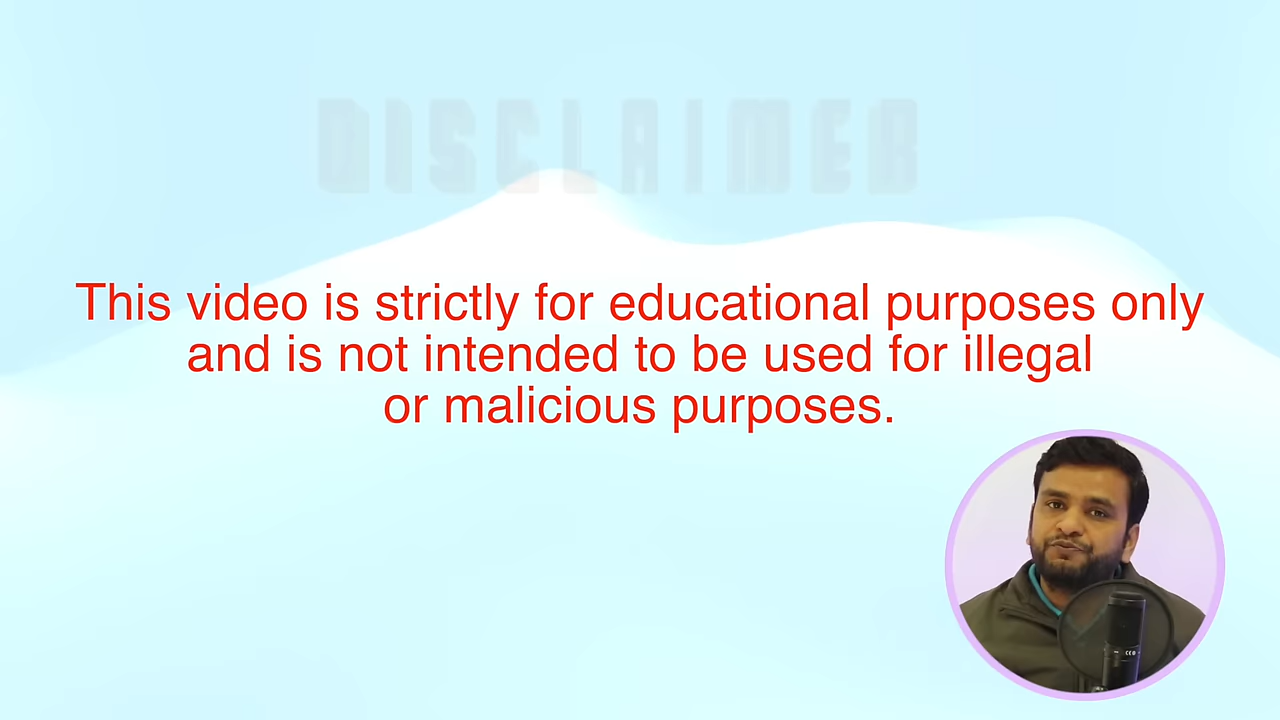 DISCLAIMER
This video is strictly for educational purposes only
and is not intended to be used for illegal
or malicious purposes.